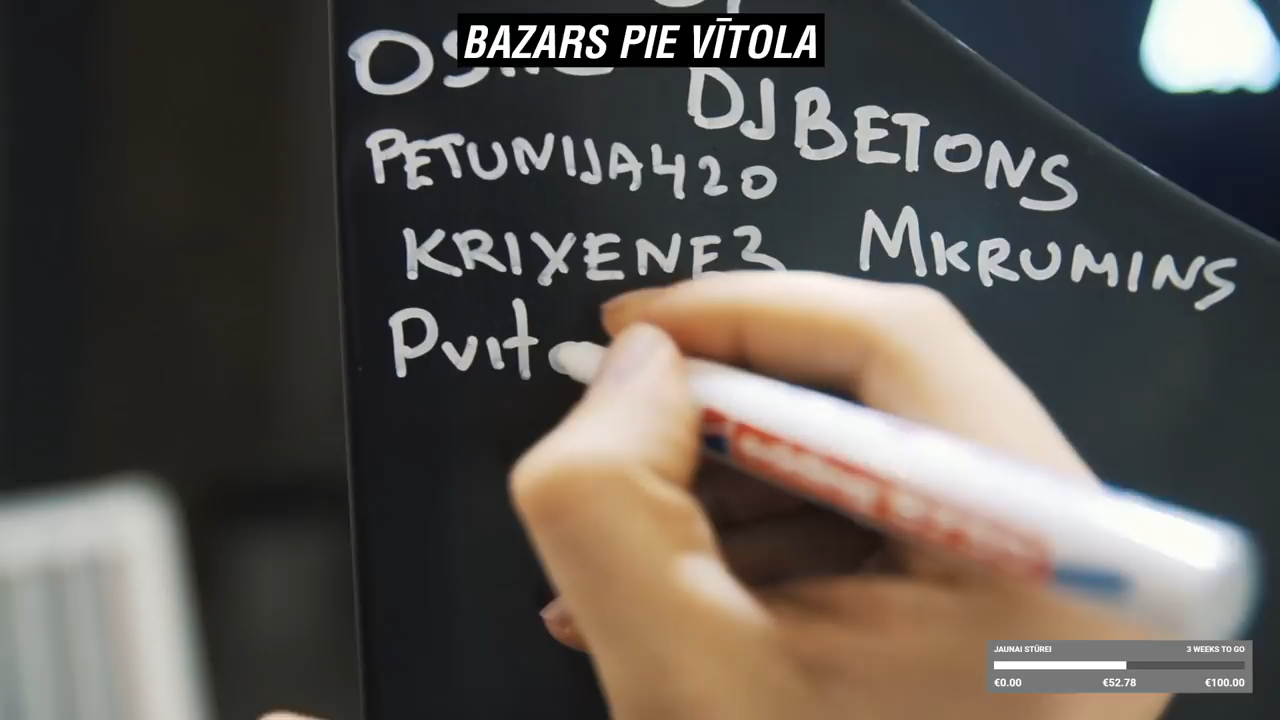 BAZARS PIE VĪTOLA
DJ BETONS
PETUNIJA420
KRIXENE3
MKRUMINS
Pvito
JAUNAI STŪREI
3 WEEKS TO GO
€0.00
€52.78
€100.00